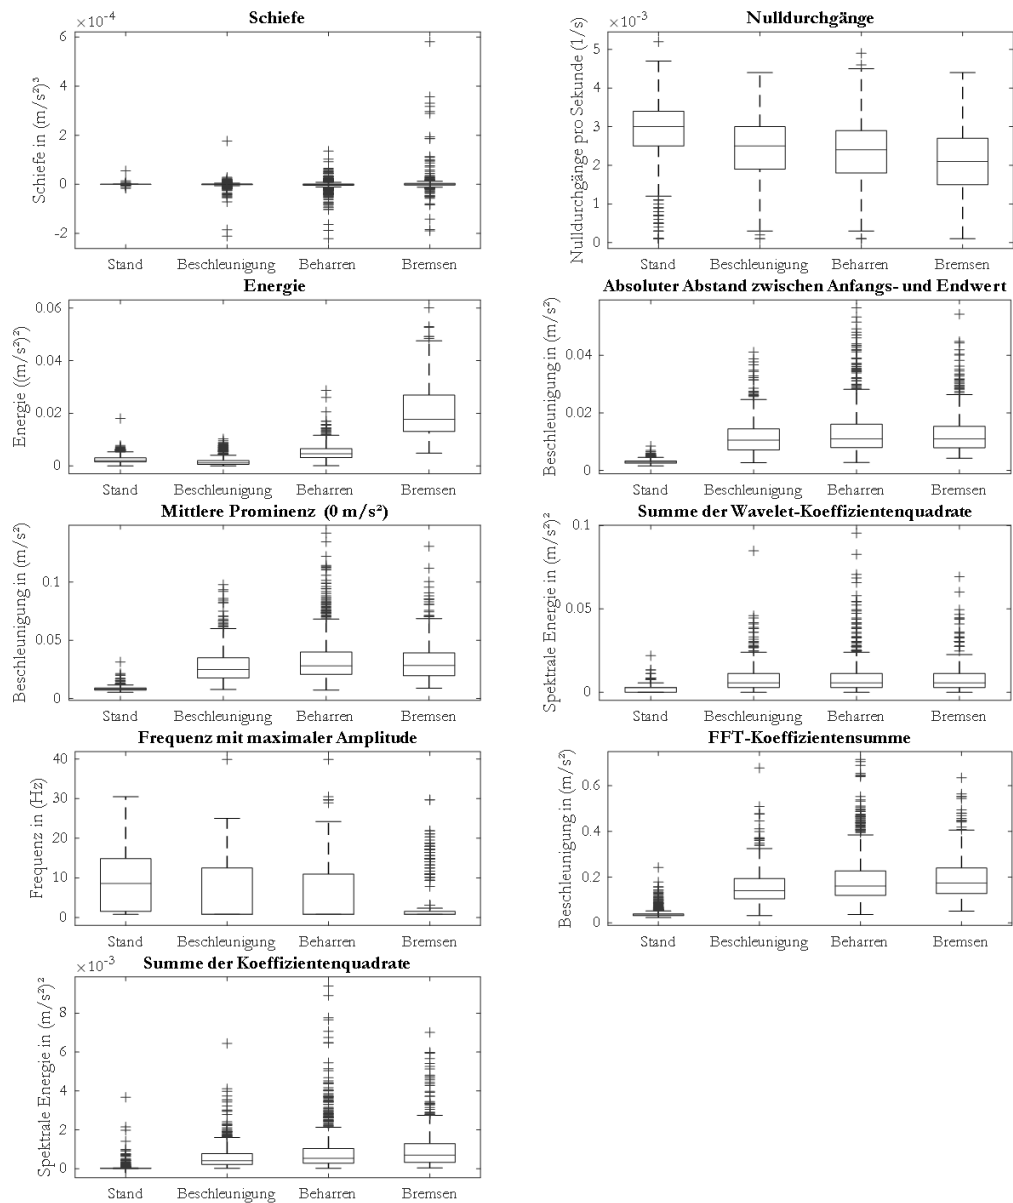 Schiefe
×10⁻⁴
6
4
2
0
-2
Schiefe in (m/s²)³
Stand Beschleunigung Beharren Bremsen
Nulldurchgänge
×10⁻³
5
4
3
2
1
0
Nulldurchgänge pro Sekunde (1/s)
Stand Beschleunigung Beharren Bremsen
Energie
0.06
0.04
0.02
0
Energie ((m/s²)²)
Stand Beschleunigung Beharren Bremsen
Absoluter Abstand zwischen Anfangs- und Endwert
0.04
0.02
0
Beschleunigung in (m/s²)
Stand Beschleunigung Beharren Bremsen
Mittlere Prominenz (0 m/s²)
0.1
0.05
0
Beschleunigung in (m/s²)
Stand Beschleunigung Beharren Bremsen
Summe der Wavelet-Koeffizientenquadrate
0.1
0.05
0
Spektrale Energie in (m/s²)²
Stand Beschleunigung Beharren Bremsen
Frequenz mit maximaler Amplitude
40
30
20
10
0
Frequenz in (Hz)
Stand Beschleunigung Beharren Bremsen
FFT-Koeffizientensumme
0.6
0.4
0.2
0
Beschleunigung in (m/s²)
Stand Beschleunigung Beharren Bremsen
Summe der Koeffizientenquadrate
×10⁻³
8
6
4
2
0
Spektrale Energie in (m/s²)²
Stand Beschleunigung Beharren Bremsen